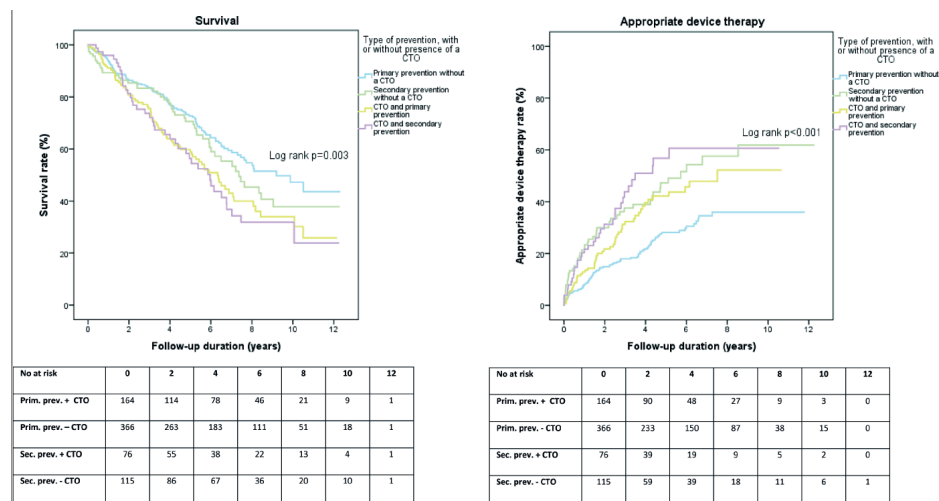 Survival
Type of prevention, with
or without presence of a
CTO
Primary prevention without
a CTO
Secondary prevention
without a CTO
CTO and primary
prevention
CTO and secondary
prevention
Log rank p=0.003
Survival rate (%)
100
80
60
40
20
0
0 2 4 6 8 10 12
Follow-up duration (years)
No at risk 0 2 4 6 8 10 12
Prim. prev. + CTO 164 114 78 46 21 9 1
Prim. prev. – CTO 366 263 183 111 51 18 1
Sec. prev. + CTO 76 55 38 22 13 4 1
Sec. prev. - CTO 115 86 67 36 20 10 1
Appropriate device therapy
Type of prevention, with
or without presence of a
CTO
Primary prevention without
a CTO
Secondary prevention
without a CTO
CTO and primary
prevention
CTO and secondary
prevention
Log rank p<0.001
Appropriate device therapy rate (%)
100
80
60
40
20
0
0 2 4 6 8 10 12
Follow-up duration (years)
No at risk 0 2 4 6 8 10 12
Prim. prev. + CTO 164 90 48 27 9 3 0
Prim. prev. - CTO 366 233 150 87 38 15 0
Sec. prev. + CTO 76 39 19 9 5 2 0
Sec. prev. - CTO 115 59 39 18 11 6 1